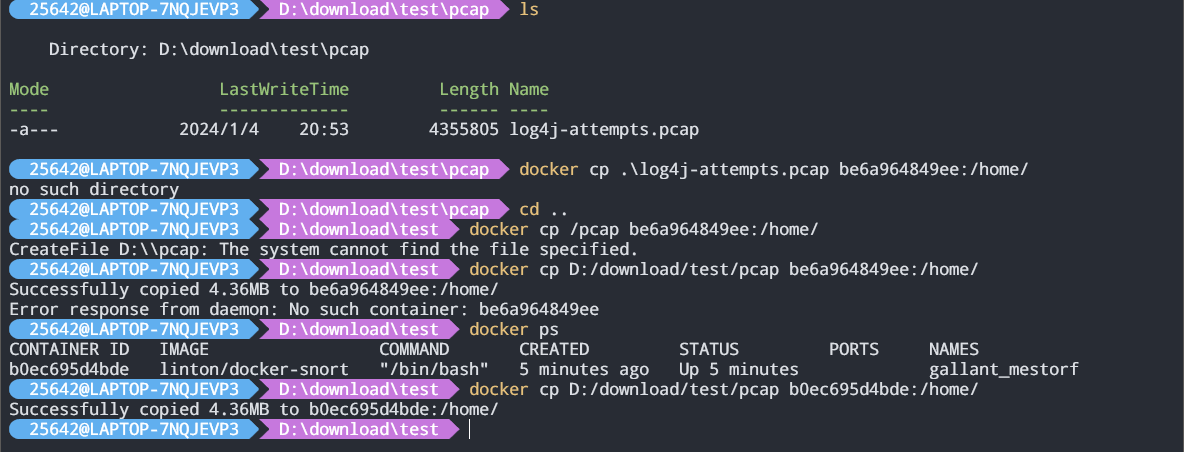 25642@LAPTOP-7NQJEVP3 D:\download\test\pcap ls
Directory: D:\download\test\pcap
Mode LastWriteTime Length Name
---- ------------- ------ ----
-a--- 2024/1/4 20:53 4355805 log4j-attempts.pcap
25642@LAPTOP-7NQJEVP3 D:\download\test\pcap docker cp .\log4j-attempts.pcap be6a964849ee:/home/
no such directory
25642@LAPTOP-7NQJEVP3 D:\download\test\pcap cd ..
25642@LAPTOP-7NQJEVP3 D:\download\test docker cp /pcap be6a964849ee:/home/
CreateFile D:\\pcap: The system cannot find the file specified.
25642@LAPTOP-7NQJEVP3 D:\download\test docker cp D:/download/test/pcap be6a964849ee:/home/
Successfully copied 4.36MB to be6a964849ee:/home/
Error response from daemon: No such container: be6a964849ee
25642@LAPTOP-7NQJEVP3 D:\download\test docker ps
CONTAINER ID IMAGE COMMAND CREATED STATUS PORTS NAMES
b0ec695d4bde linton/docker-snort "/bin/bash" 5 minutes ago Up 5 minutes gallant_mestorf
25642@LAPTOP-7NQJEVP3 D:\download\test docker cp D:/download/test/pcap b0ec695d4bde:/home/
Successfully copied 4.36MB to b0ec695d4bde:/home/
25642@LAPTOP-7NQJEVP3 D:\download\test